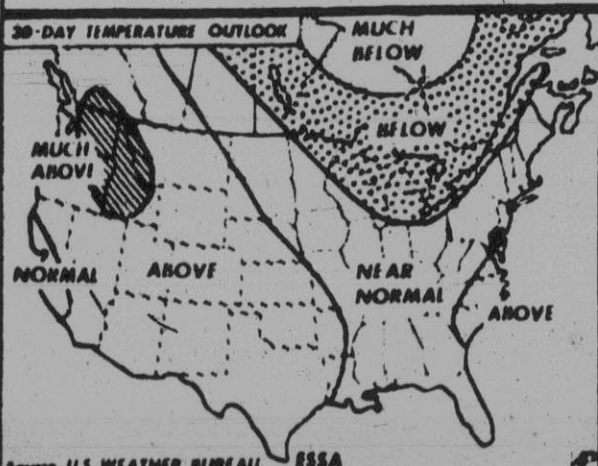 30-DAY TEMPERATURE OUTLOOK
MUCH
BELOW
BELOW
MUCH
ABOVE
NORMAL
ABOVE
NEAR
NORMAL
ABOVE
U.S. WEATHER BUREAU ESSA